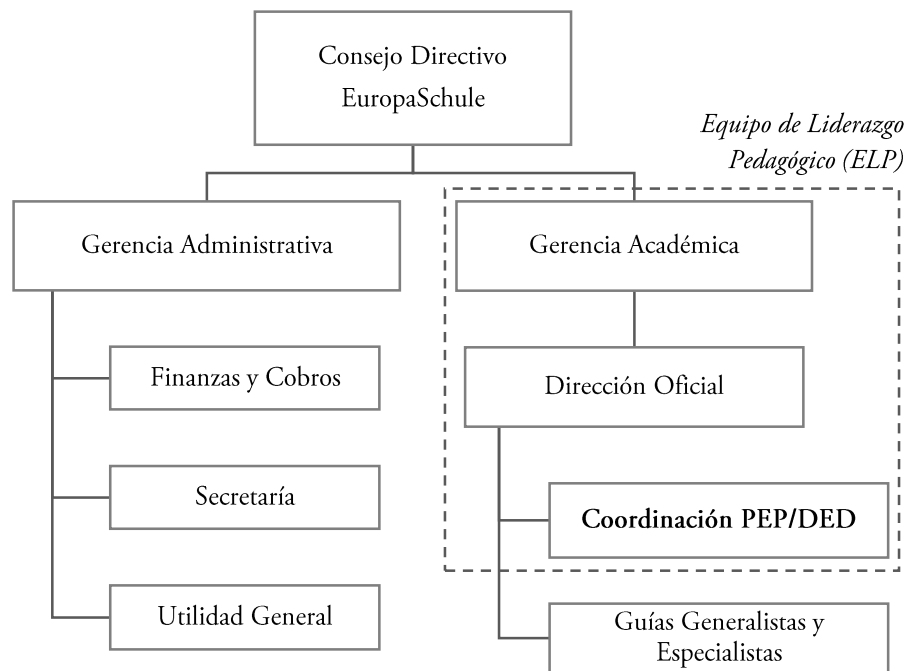 Consejo Directivo
EuropaSchule
Equipo de Liderazgo
Pedagógico (ELP)
Gerencia Administrativa
Gerencia Académica
Finanzas y Cobros
Dirección Oficial
Secretaría
Coordinación PEP/DED
Utilidad General
Guías Generalistas y
Especialistas